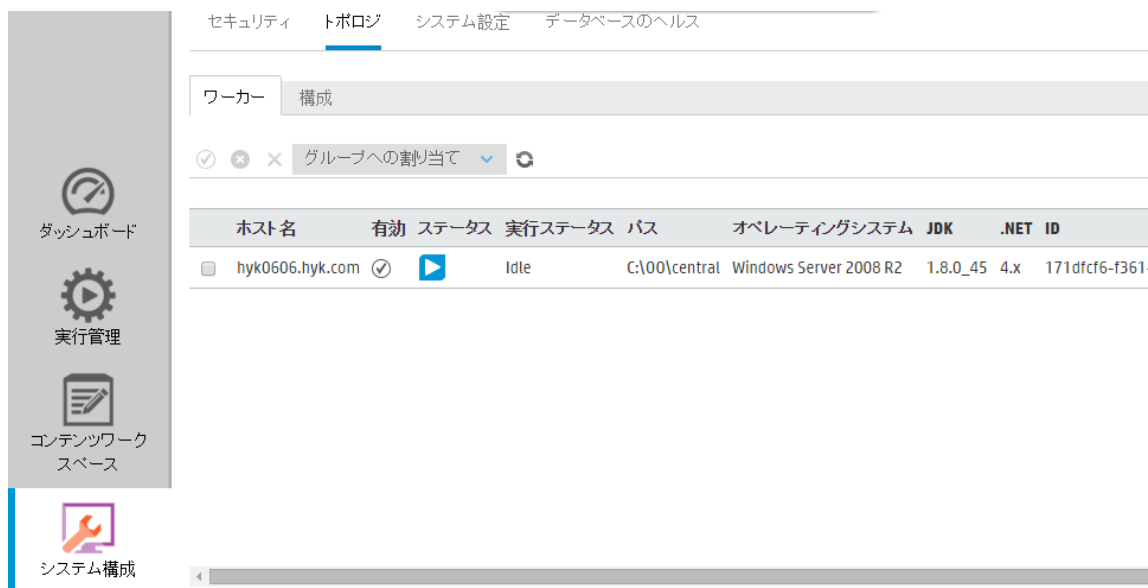 セキュリティ トポロジ システム設定 データベースのヘルス
ワーカー 構成
グループへの割り当て
ダッシュボード
ホスト名 有効 ステータス 実行ステータス パス オペレーティングシステム JDK .NET ID
hyk0606.hyk.com Idle C:\OO\central Windows Server 2008 R2 1.8.0_45 4.x 171dfcf6-f361-
実行管理
コンテンツワーク
スペース
システム構成